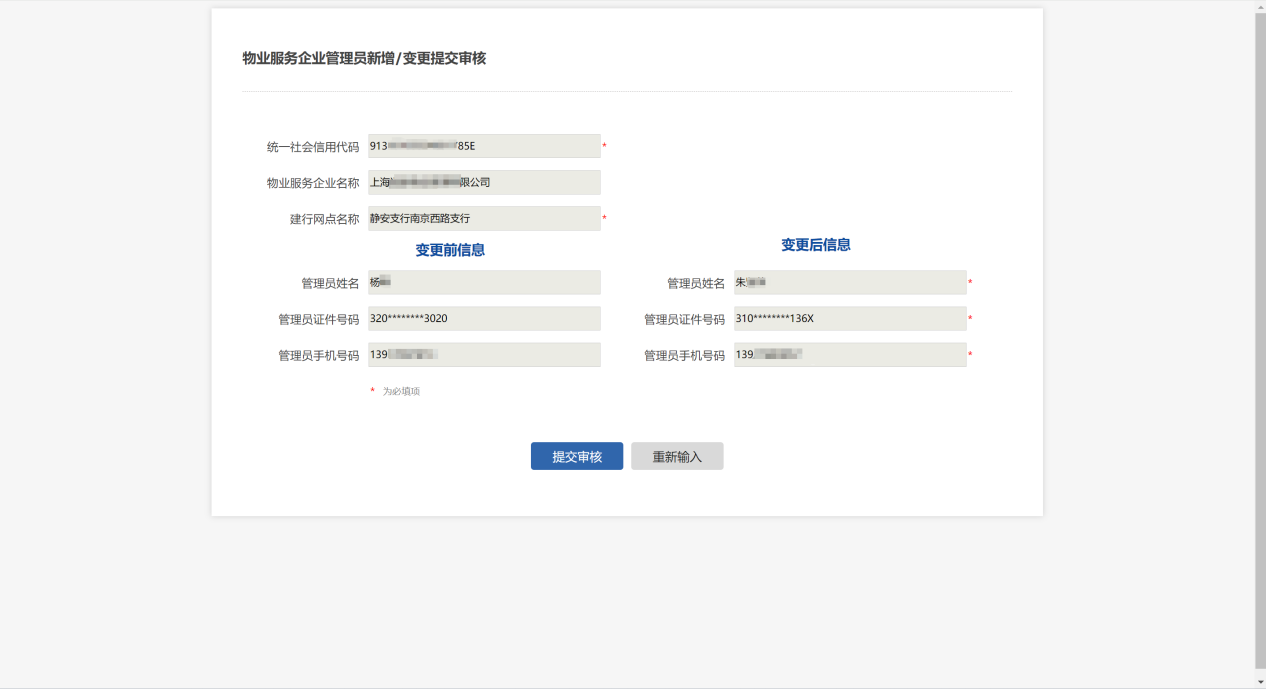 物业服务企业管理员新增/变更提交审核
统一社会信用代码 913 85E *
物业服务企业名称 上海 限公司
建行网点名称 静安支行南京西路支行 *
变更前信息 变更后信息
管理员姓名 杨 管理员姓名 朱 *
管理员证件号码 320********3020 管理员证件号码 310********136X *
管理员手机号码 139 管理员手机号码 139 *
* 为必填项
提交审核 重新输入